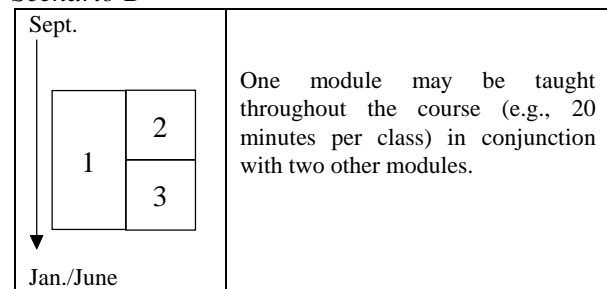 Sept.
1
2
3
Jan./June
One module may be taught
throughout the course (e.g., 20
minutes per class) in conjunction
with two other modules.